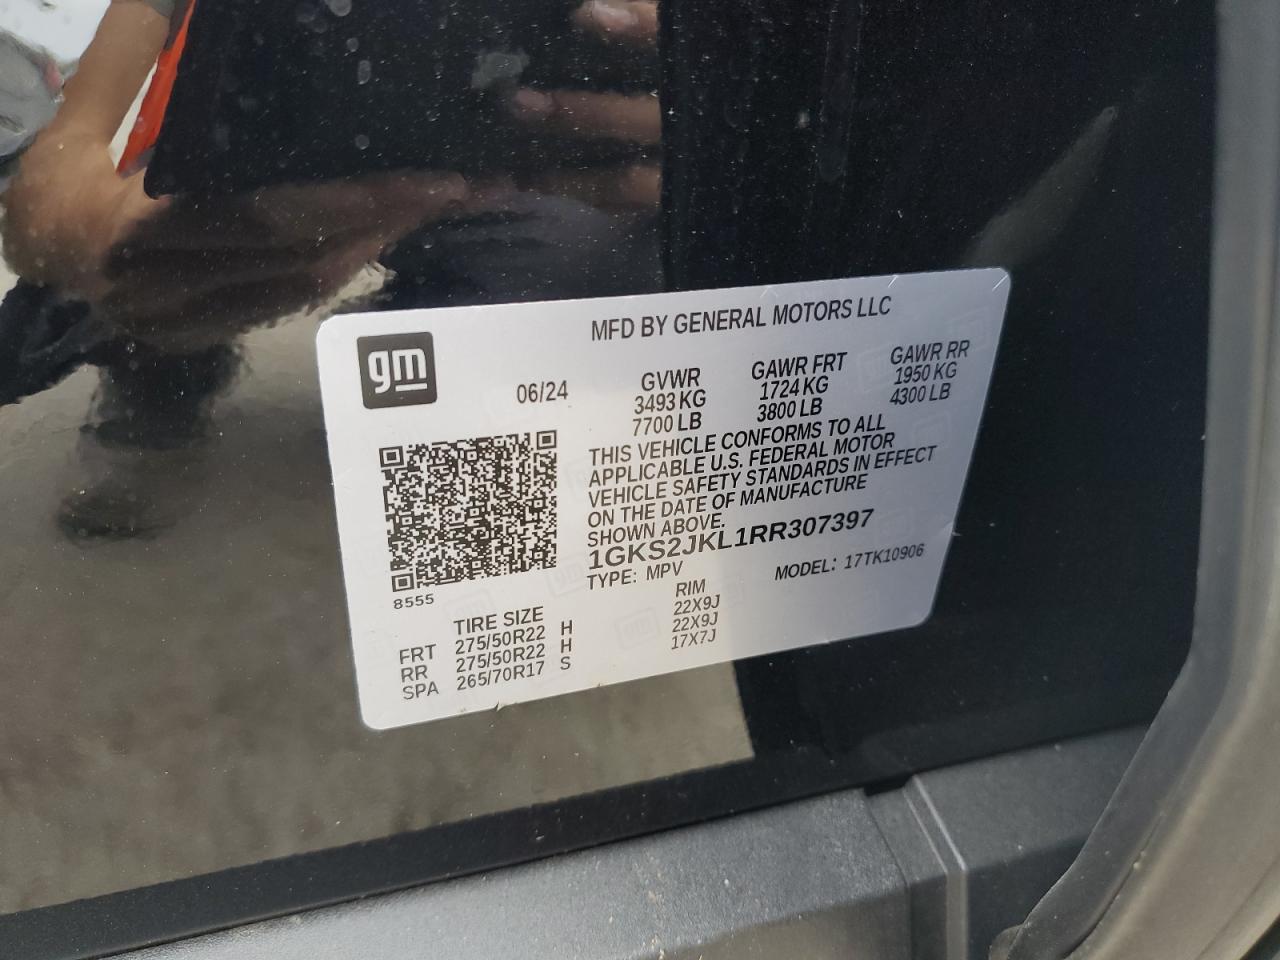 gm
MFD BY GENERAL MOTORS LLC
06/24
GVWR
3493 KG
7700 LB
GAWR FRT
1724 KG
3800 LB
GAWR RR
1950 KG
4300 LB
THIS VEHICLE CONFORMS TO ALL
APPLICABLE U.S. FEDERAL MOTOR
VEHICLE SAFETY STANDARDS IN EFFECT
ON THE DATE OF MANUFACTURE
SHOWN ABOVE.
1GKS2JKL1RR307397
TYPE: MPV
MODEL: 17TK10906
8555
TIRE SIZE
RIM
FRT 275/50R22 H 22X9J
RR 275/50R22 H 22X9J
SPA 265/70R17 S 17X7J